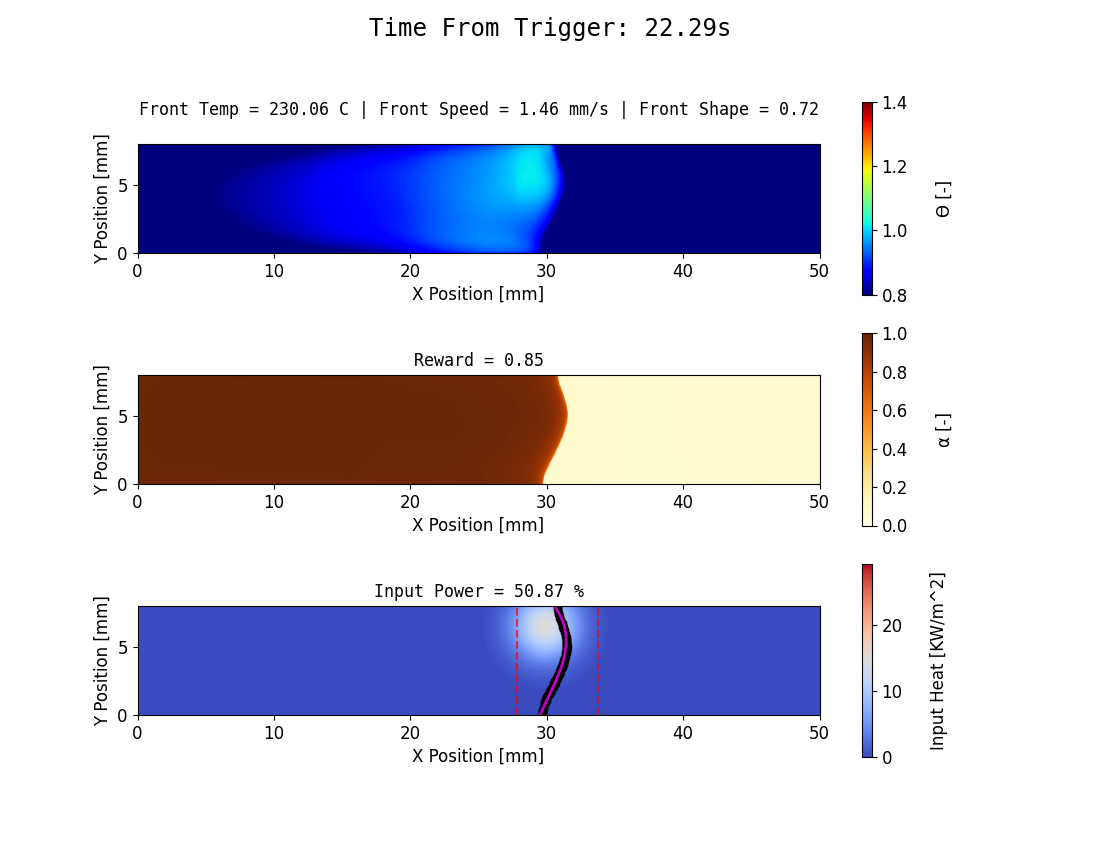 Time From Trigger: 22.29s
Front Temp = 230.06 C | Front Speed = 1.46 mm/s | Front Shape = 0.72
Y Position [mm]
5
0
0 10 20 30 40 50
X Position [mm]
1.4
1.2
1.0
0.8
Θ [-]
Reward = 0.85
Y Position [mm]
5
0
0 10 20 30 40 50
X Position [mm]
1.0
0.8
0.6
0.4
0.2
0.0
α [-]
Input Power = 50.87 %
Y Position [mm]
5
0
0 10 20 30 40 50
X Position [mm]
20
10
0
Input Heat [KW/m^2]